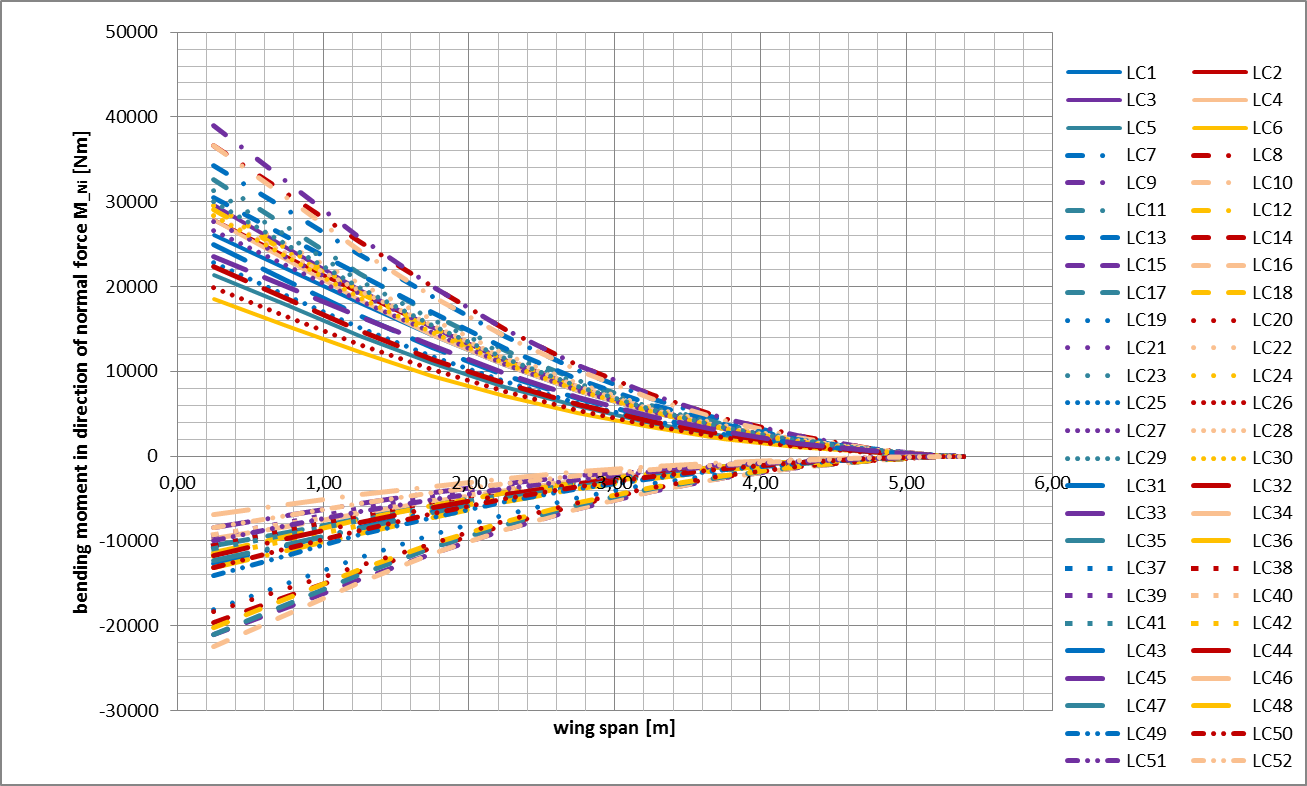 50000
40000
30000
20000
10000
0
-10000
-20000
-30000
0,00 1,00 2,00 3,00 4,00 5,00 6,00
bending moment in direction of normal force M_Ni [Nm]
wing span [m]
LC1 LC2
LC3 LC4
LC5 LC6
LC7 LC8
LC9 LC10
LC11 LC12
LC13 LC14
LC15 LC16
LC17 LC18
LC19 LC20
LC21 LC22
LC23 LC24
LC25 LC26
LC27 LC28
LC29 LC30
LC31 LC32
LC33 LC34
LC35 LC36
LC37 LC38
LC39 LC40
LC41 LC42
LC43 LC44
LC45 LC46
LC47 LC48
LC49 LC50
LC51 LC52